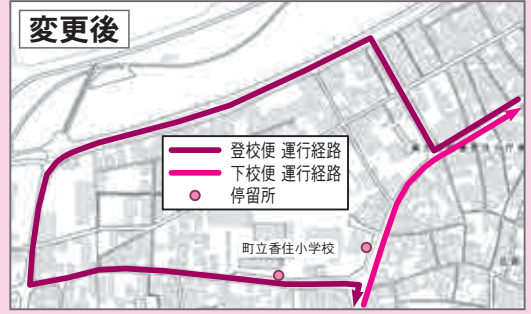 変更後
登校便 運行経路
下校便 運行経路
停留所
町立香住小学校